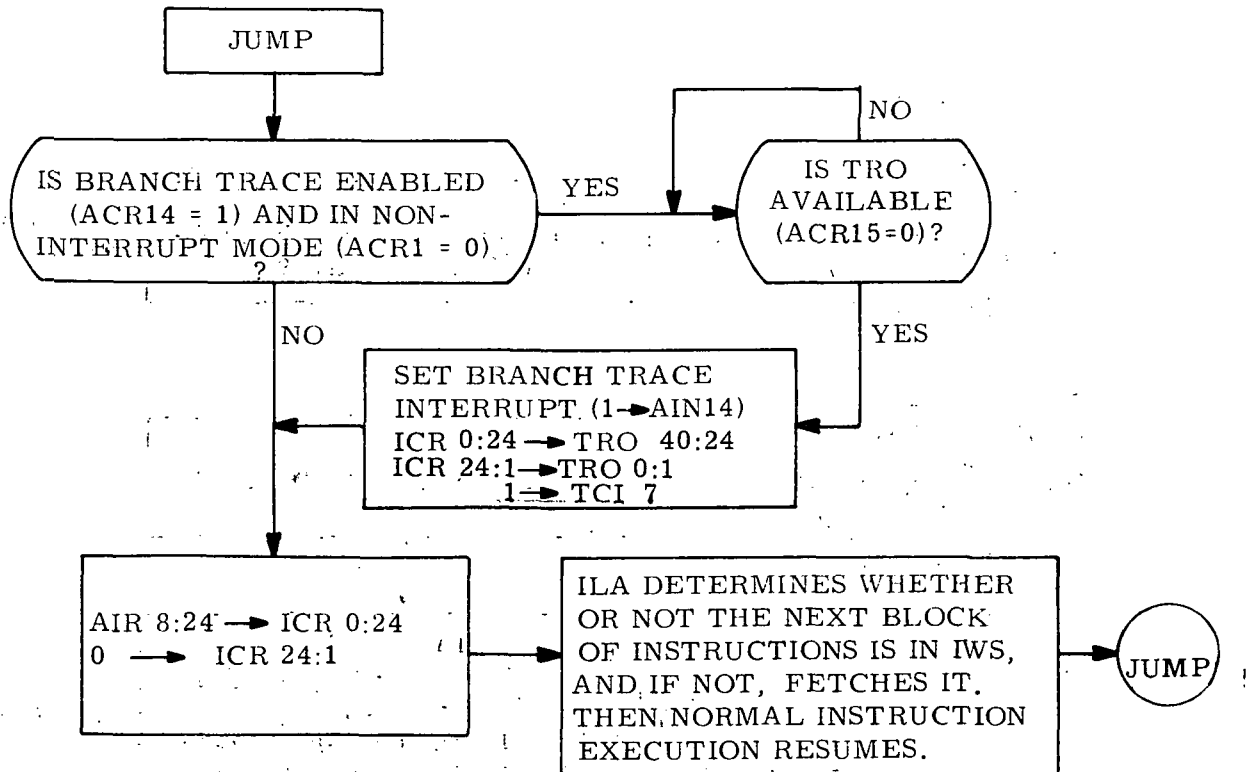 JUMP
IS BRANCH TRACE ENABLED
(ACR14 = 1) AND IN NON-
INTERRUPT MODE (ACR1 = 0)
?
YES
NO
IS TRO
AVAILABLE
(ACR15=0)?
NO
YES
SET BRANCH TRACE
INTERRUPT (1→AIN14)
ICR 0:24 → TRO 40:24
ICR 24:1→TRO 0:1
1→ TCI 7
AIR 8:24 → ICR 0:24
0 → ICR 24:1
ILA DETERMINES WHETHER
OR NOT THE NEXT BLOCK
OF INSTRUCTIONS IS IN IWS,
AND IF NOT, FETCHES IT.
THEN NORMAL INSTRUCTION
EXECUTION RESUMES.
JUMP